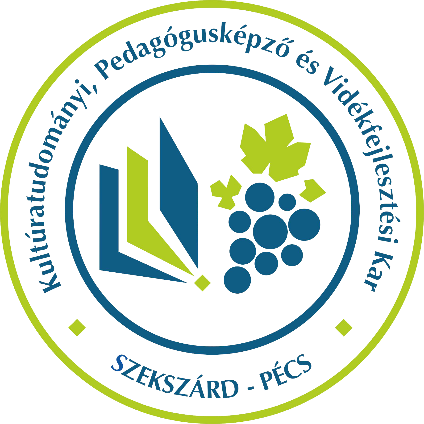 Kultúratudományi, Pedagógusképző és Vidékfejlesztési Kar
SZEKSZÁRD - PÉCS